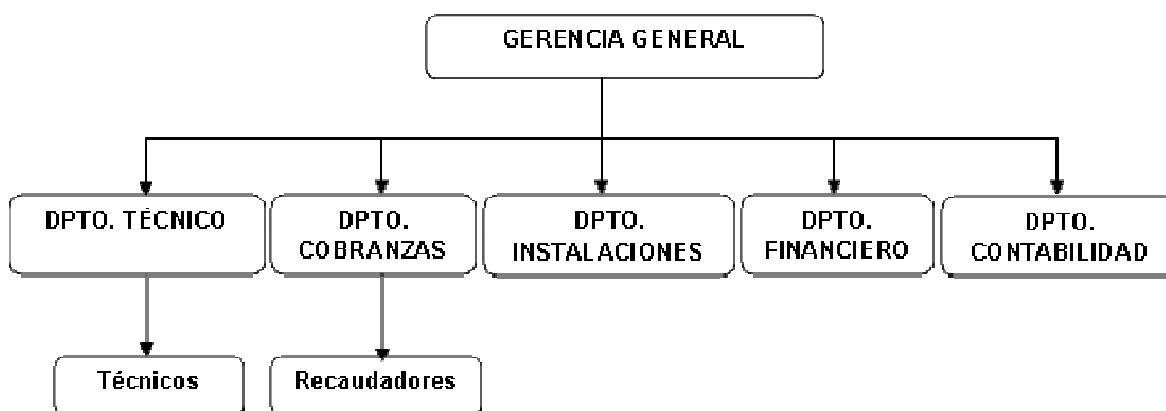 GERENCIA GENERAL
DPTO. TÉCNICO
DPTO.
COBRANZAS
DPTO.
INSTALACIONES
DPTO.
FINANCIERO
DPTO.
CONTABILIDAD
Técnicos
Recaudadores